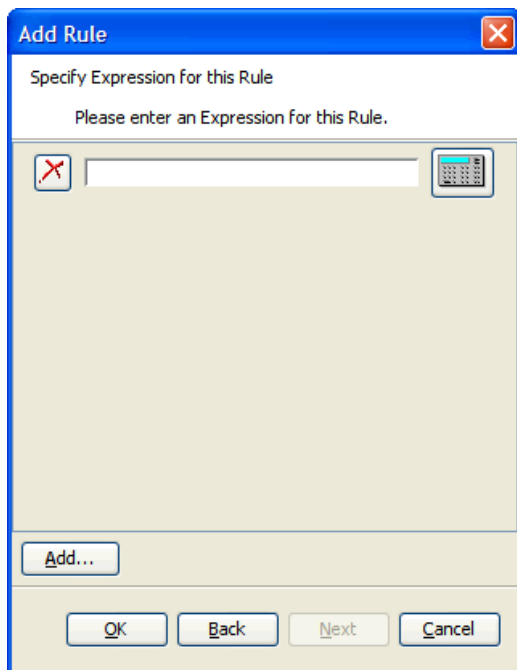 Add Rule
Specify Expression for this Rule
Please enter an Expression for this Rule.
Add...
OK Back Next Cancel